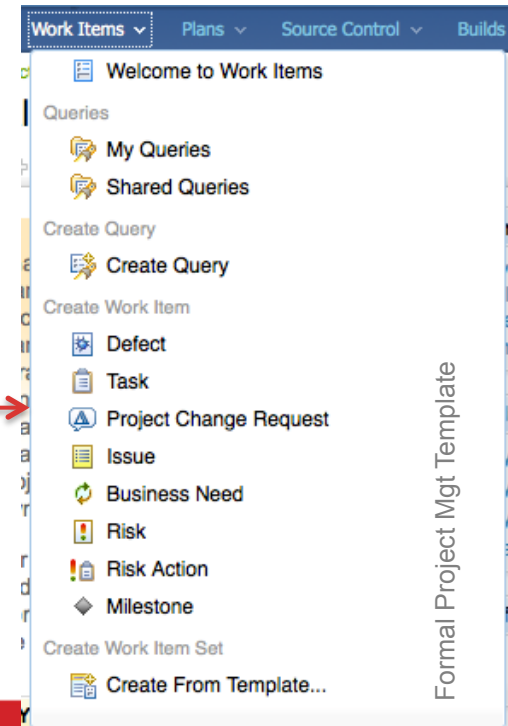 Work Items Plans Source Control Builds
Welcome to Work Items
Queries
My Queries
Shared Queries
Create Query
Create Query
Create Work Item
Defect
Task
Project Change Request
Issue
Business Need
Risk
Risk Action
Milestone
Create Work Item Set
Create From Template...
Formal Project Mgt Template